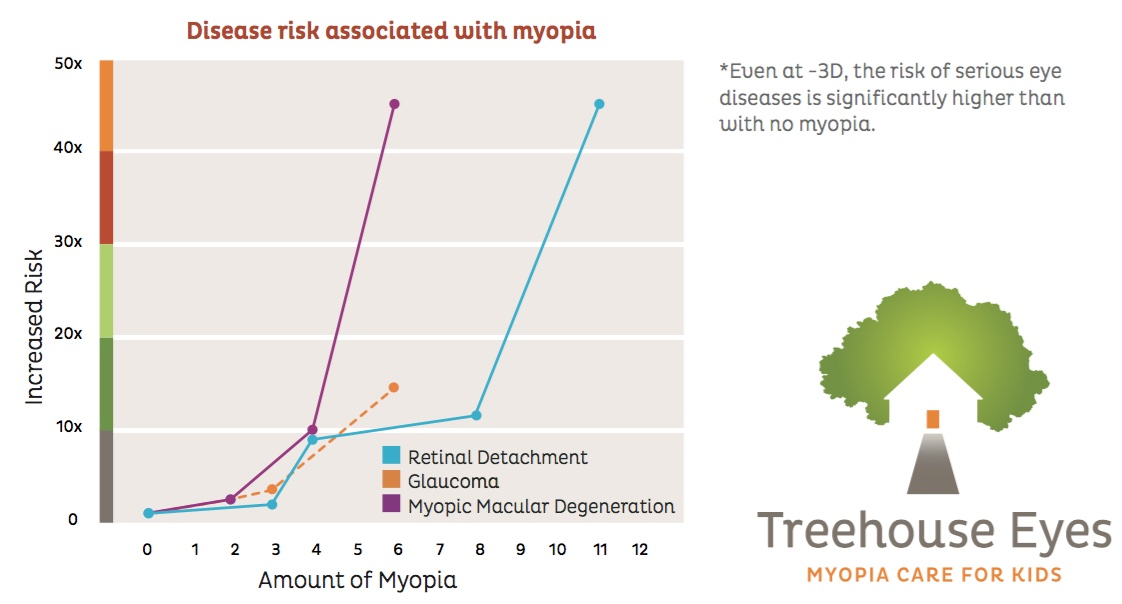 Disease risk associated with myopia
50x
40x
30x
20x
10x
0
Increased Risk
0 1 2 3 4 5 6 7 8 9 10 11 12
Amount of Myopia
Retinal Detachment
Glaucoma
Myopic Macular Degeneration
*Even at -3D, the risk of serious eye
diseases is significantly higher than
with no myopia.
Treehouse Eyes
MYOPIA CARE FOR KIDS